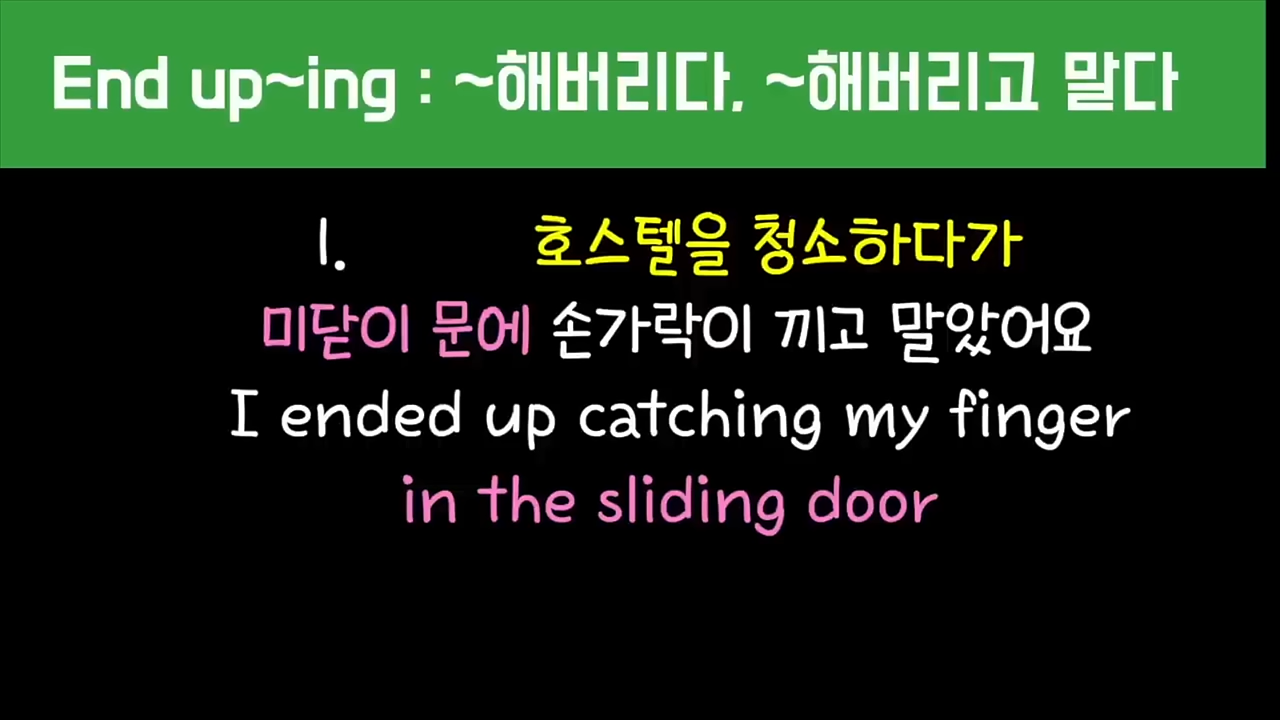 End up~ing : ~해버리다, ~해버리고 말다
1. 호스텔을 청소하다가
미닫이 문에 손가락이 끼고 말았어요
I ended up catching my finger
in the sliding door